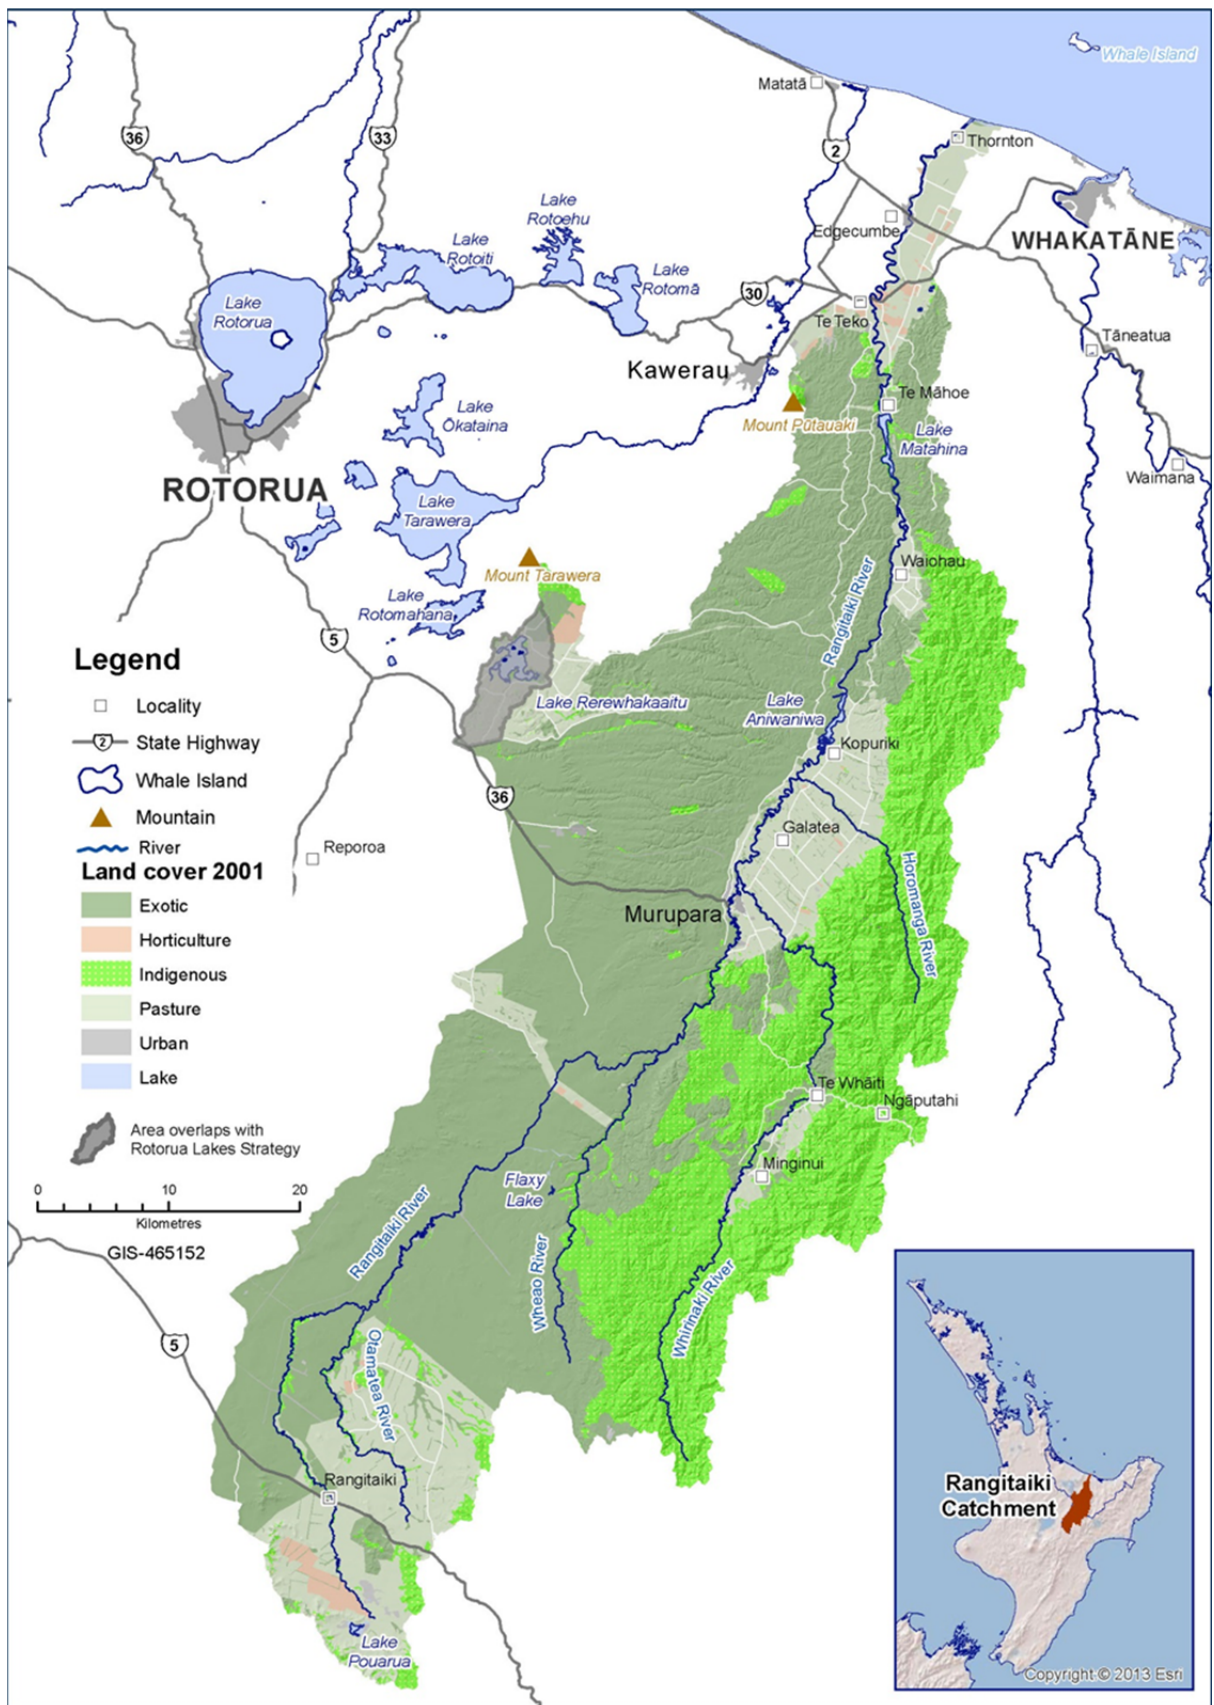 Whale Island
Matatā
36
33
2
Thornton
Lake
Rotoehu
Edgecumbe
WHAKATĀNE
Lake
Rotoiti
Lake
Rotomā
30
Lake
Rotorua
Te Teko
Tāneatua
Kawerau
Te Māhoe
Lake
Ōkataina
Mount Pūtauaki
Lake
Matahina
Waimana
ROTORUA
Lake
Tarawera
Mount Tarawera
Waiohau
Lake
Rotomahana
Rangitaiki River
5
Lake Rerewhakaaitu
Lake
Aniwaniwa
Kopuriki
36
Galatea
Reporoa
Murupara
Horomanga River
Te Whāiti
Ngāputahi
Minginui
Flaxy
Lake
Rangitaiki River
Wheao River
Whirinaki River
5
Otamatea River
Rangitaiki
Lake
Pouarua
Legend
Locality
2
State Highway
Whale Island
Mountain
River
Land cover 2001
Exotic
Horticulture
Indigenous
Pasture
Urban
Lake
Area overlaps with
Rotorua Lakes Strategy
0 10 20
Kilometres
GIS-465152
Rangitaiki
Catchment
Copyright:© 2013 Esri